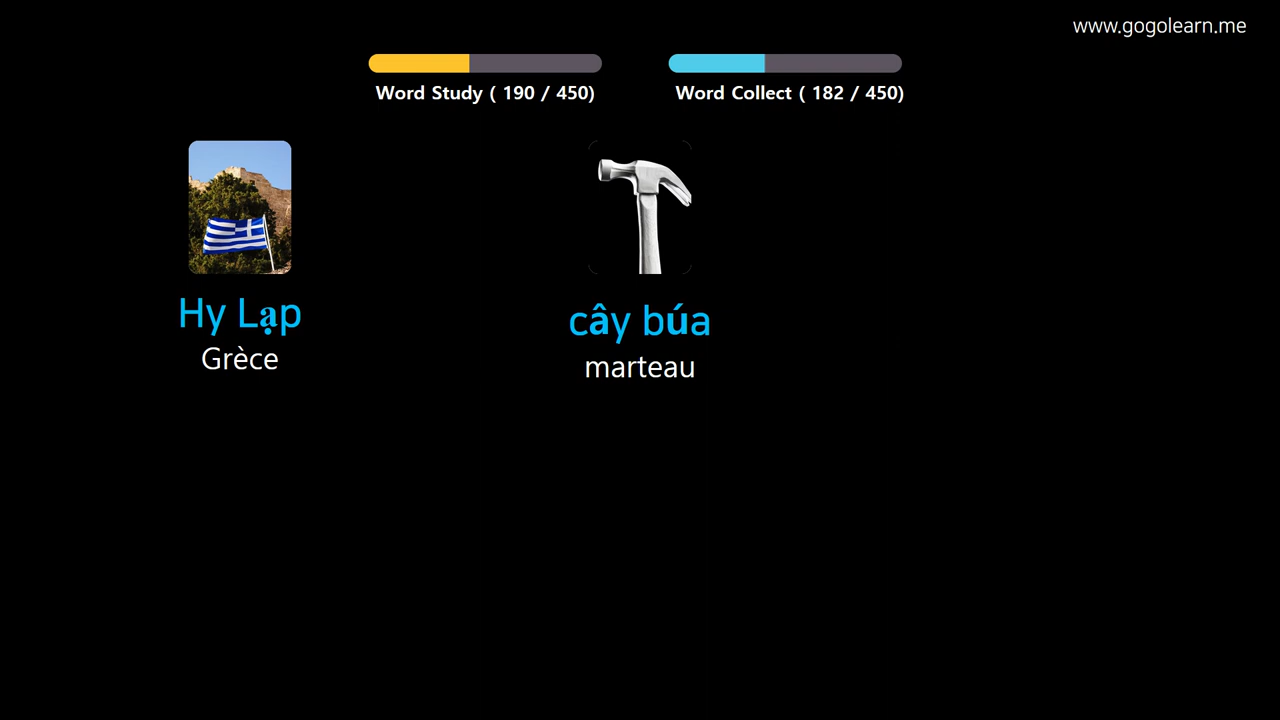 www.gogolearn.me
Word Study ( 190 / 450)
Word Collect ( 182 / 450)
Hy Lạp
Grèce
cây búa
marteau